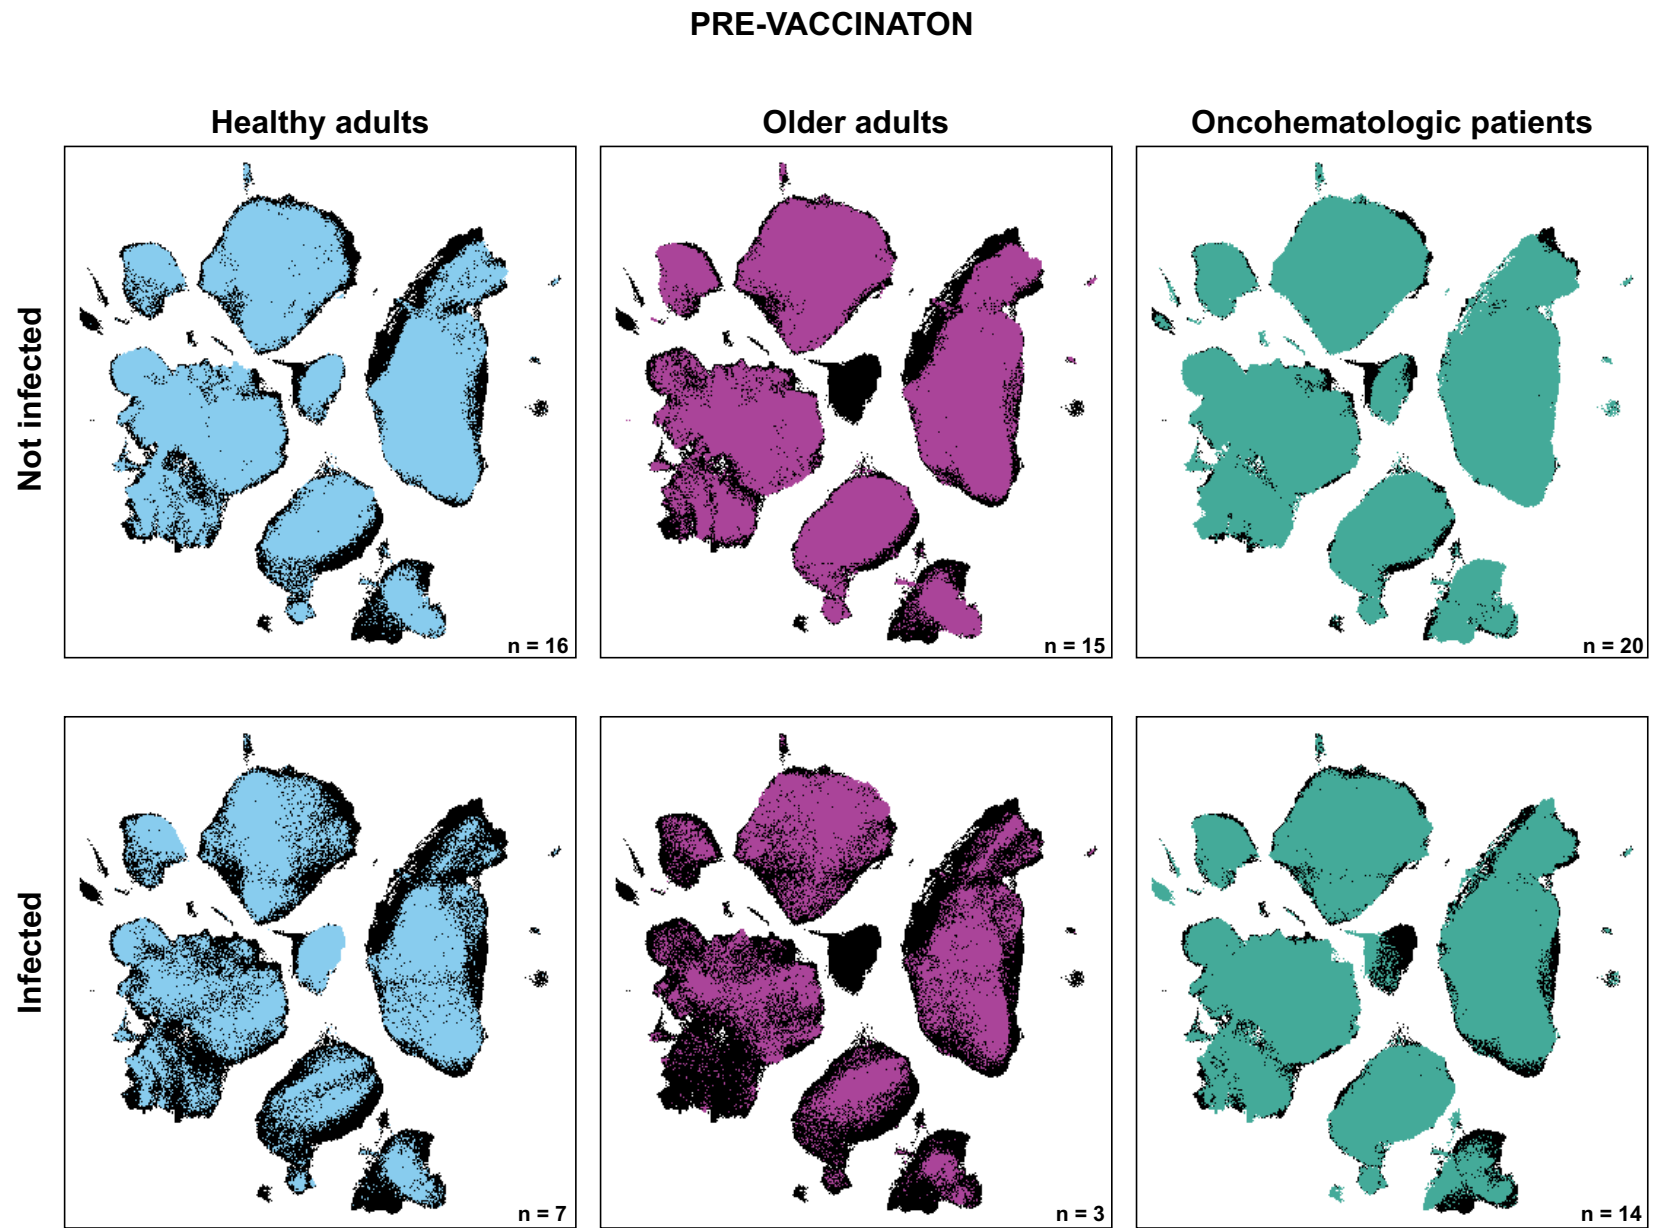 PRE-VACCINATON
Healthy adults
Older adults
Oncohematologic patients
Not infected
n = 16
n = 15
n = 20
Infected
n = 7
n = 3
n = 14